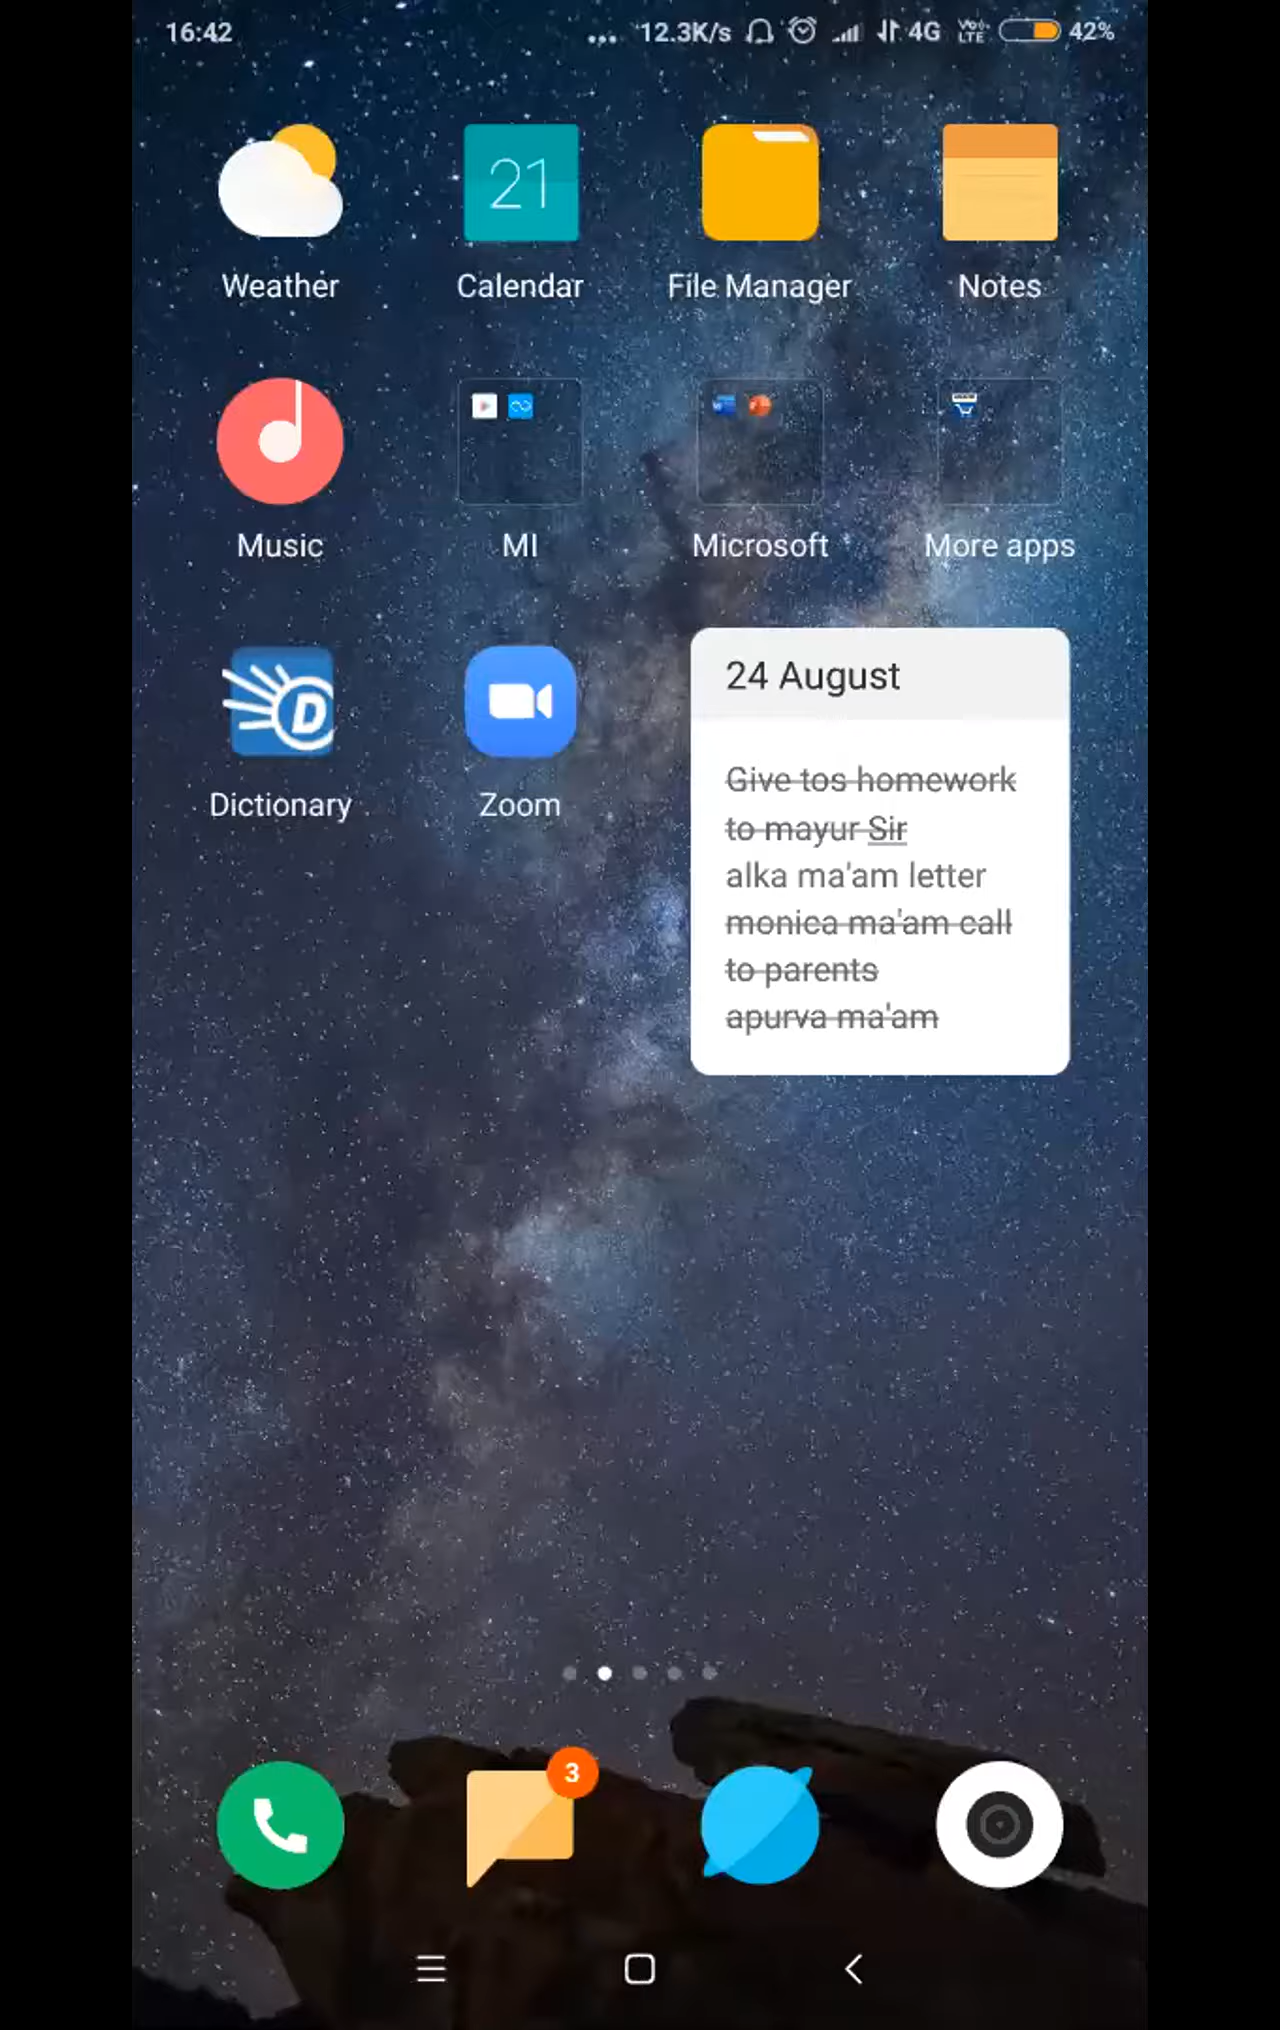 16:42
... 12.3K/s 4G VoLTE 42%
21
Weather Calendar File Manager Notes
Music MI Microsoft More apps
D
Dictionary Zoom
24 August
Give tos homework
to mayur Sir
alka ma'am letter
monica ma'am call
to parents
apurva ma'am
3